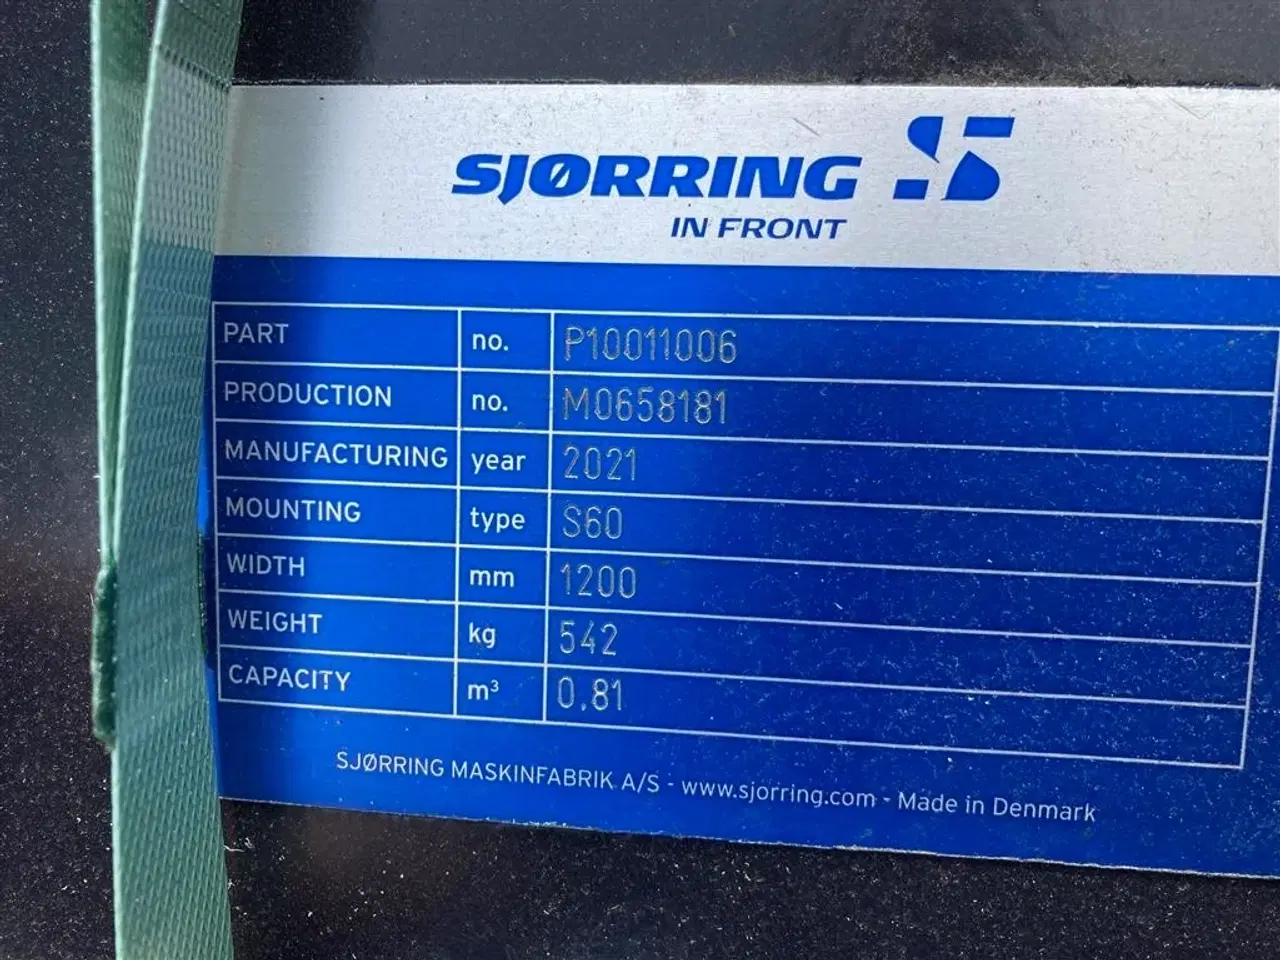 SJØRRING
IN FRONT
PART no. P10011006
PRODUCTION no. M0658181
MANUFACTURING year 2021
MOUNTING type S60
WIDTH mm 1200
WEIGHT kg 542
CAPACITY m³ 0.81
SJØRRING MASKINFABRIK A/S - www.sjorring.com - Made in Denmark